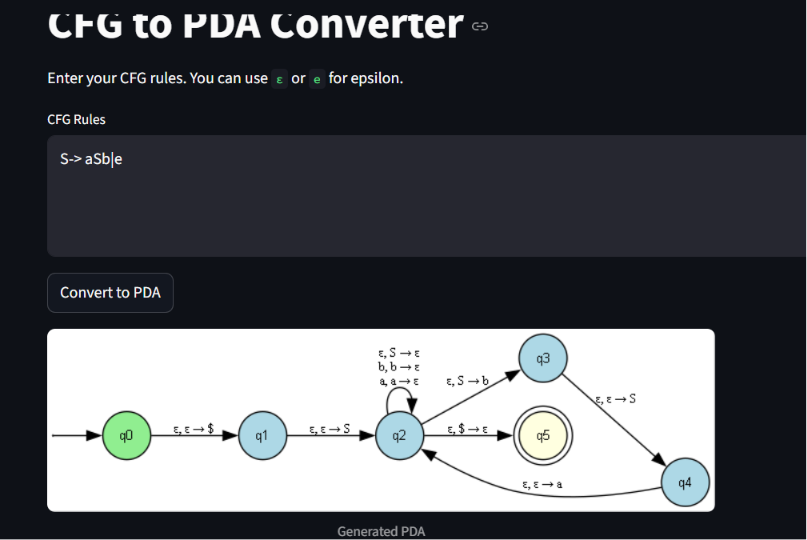 CFG to PDA Converter
Enter your CFG rules. You can use ε or e for epsilon.
CFG Rules
S-> aSb|e
Convert to PDA
ε, S → ε
b, b → ε
a, a → ε
q0
ε, ε → $
q1
ε, ε → S
q2
ε, S → b
q3
ε, $ → ε
q5
ε, ε → S
q4
ε, ε → a
Generated PDA